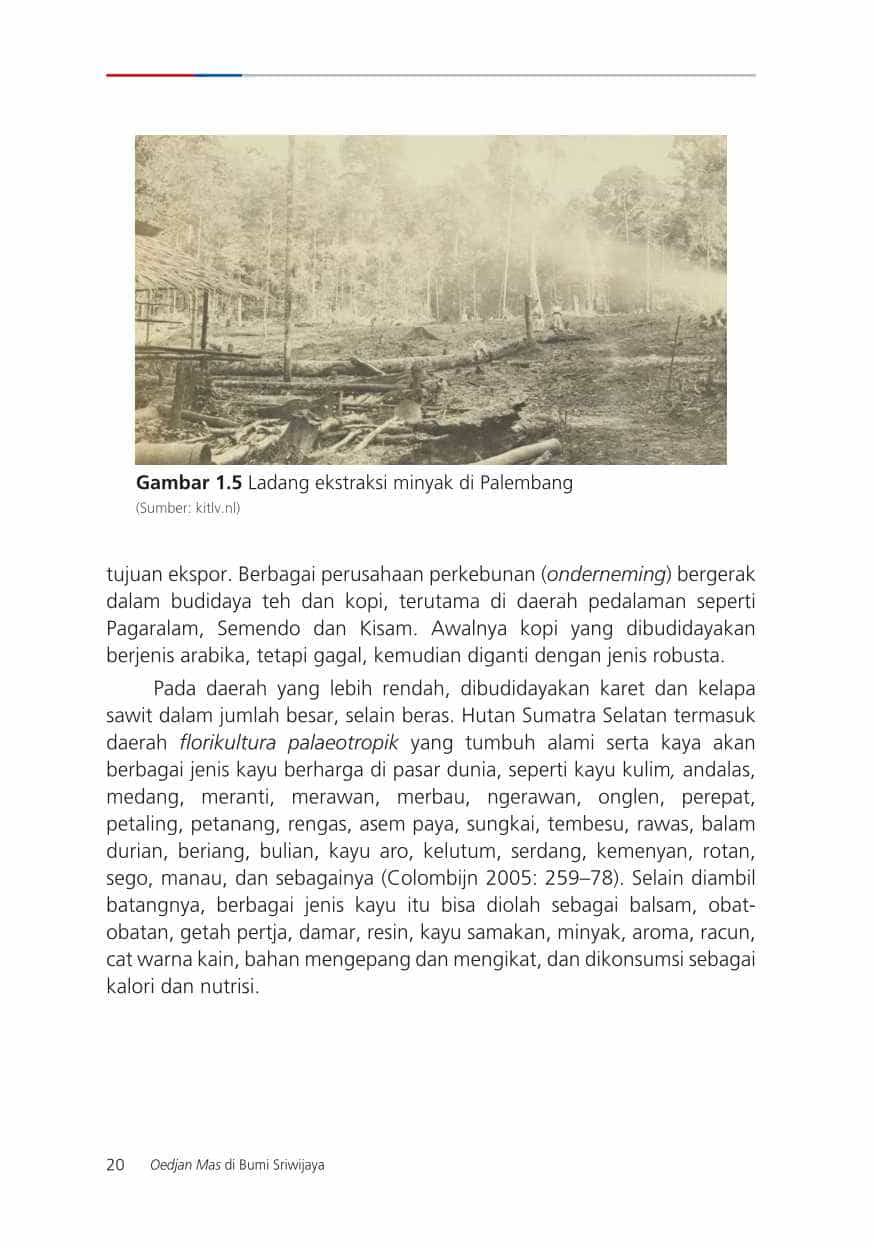 Gambar 1.5 Ladang ekstraksi minyak di Palembang
(Sumber: kitlv.nl)
tujuan ekspor. Berbagai perusahaan perkebunan (onderneming) bergerak
dalam budidaya teh dan kopi, terutama di daerah pedalaman seperti
Pagaralam, Semendo dan Kisam. Awalnya kopi yang dibudidayakan
berjenis arabika, tetapi gagal, kemudian diganti dengan jenis robusta.
Pada daerah yang lebih rendah, dibudidayakan karet dan kelapa
sawit dalam jumlah besar, selain beras. Hutan Sumatra Selatan termasuk
daerah florikultura palaeotropik yang tumbuh alami serta kaya akan
berbagai jenis kayu berharga di pasar dunia, seperti kayu kulim, andalas,
medang, meranti, merawan, merbau, ngerawan, onglen, perepat,
petaling, petanang, rengas, asem paya, sungkai, tembesu, rawas, balam
durian, beriang, bulian, kayu aro, kelutum, serdang, kemenyan, rotan,
sego, manau, dan sebagainya (Colombijn 2005: 259–78). Selain diambil
batangnya, berbagai jenis kayu itu bisa diolah sebagai balsam, obat-
obatan, getah pertja, damar, resin, kayu samakan, minyak, aroma, racun,
cat warna kain, bahan mengepang dan mengikat, dan dikonsumsi sebagai
kalori dan nutrisi.
20 Oedjan Mas di Bumi Sriwijaya